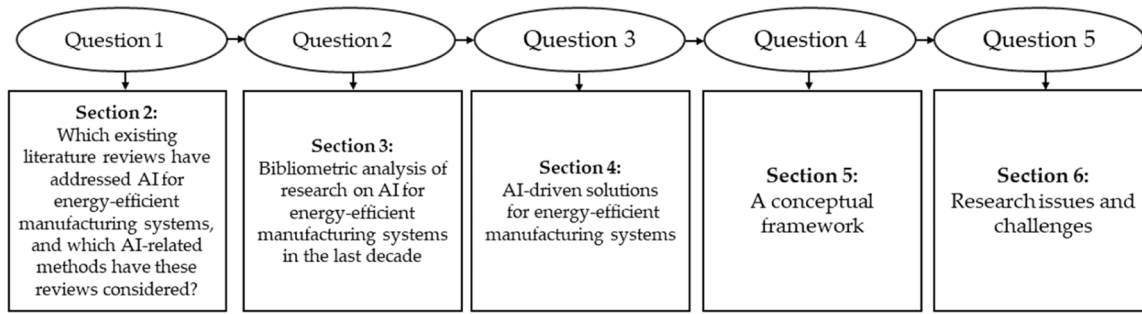 Question 1
Question 2
Question 3
Question 4
Question 5
Section 2:
Which existing
literature reviews have
addressed AI for
energy-efficient
manufacturing systems,
and which AI-related
methods have these
reviews considered?
Section 3:
Bibliometric analysis of
research on AI for
energy-efficient
manufacturing systems
in the last decade
Section 4:
AI-driven solutions
for energy-efficient
manufacturing systems
Section 5:
A conceptual
framework
Section 6:
Research issues and
challenges